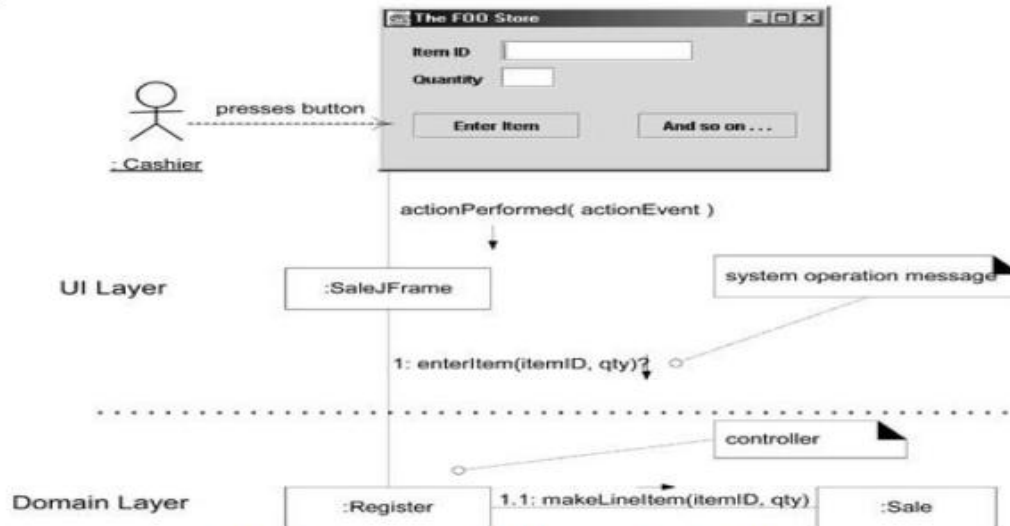 The FOO Store
Item ID
Quantity
presses button
Enter Item
And so on . . .
: Cashier
actionPerformed( actionEvent )
system operation message
UI Layer
:SaleJFrame
1: enterItem(itemID, qty)?
controller
Domain Layer
:Register
1.1: makeLineItem(itemID, qty)
:Sale